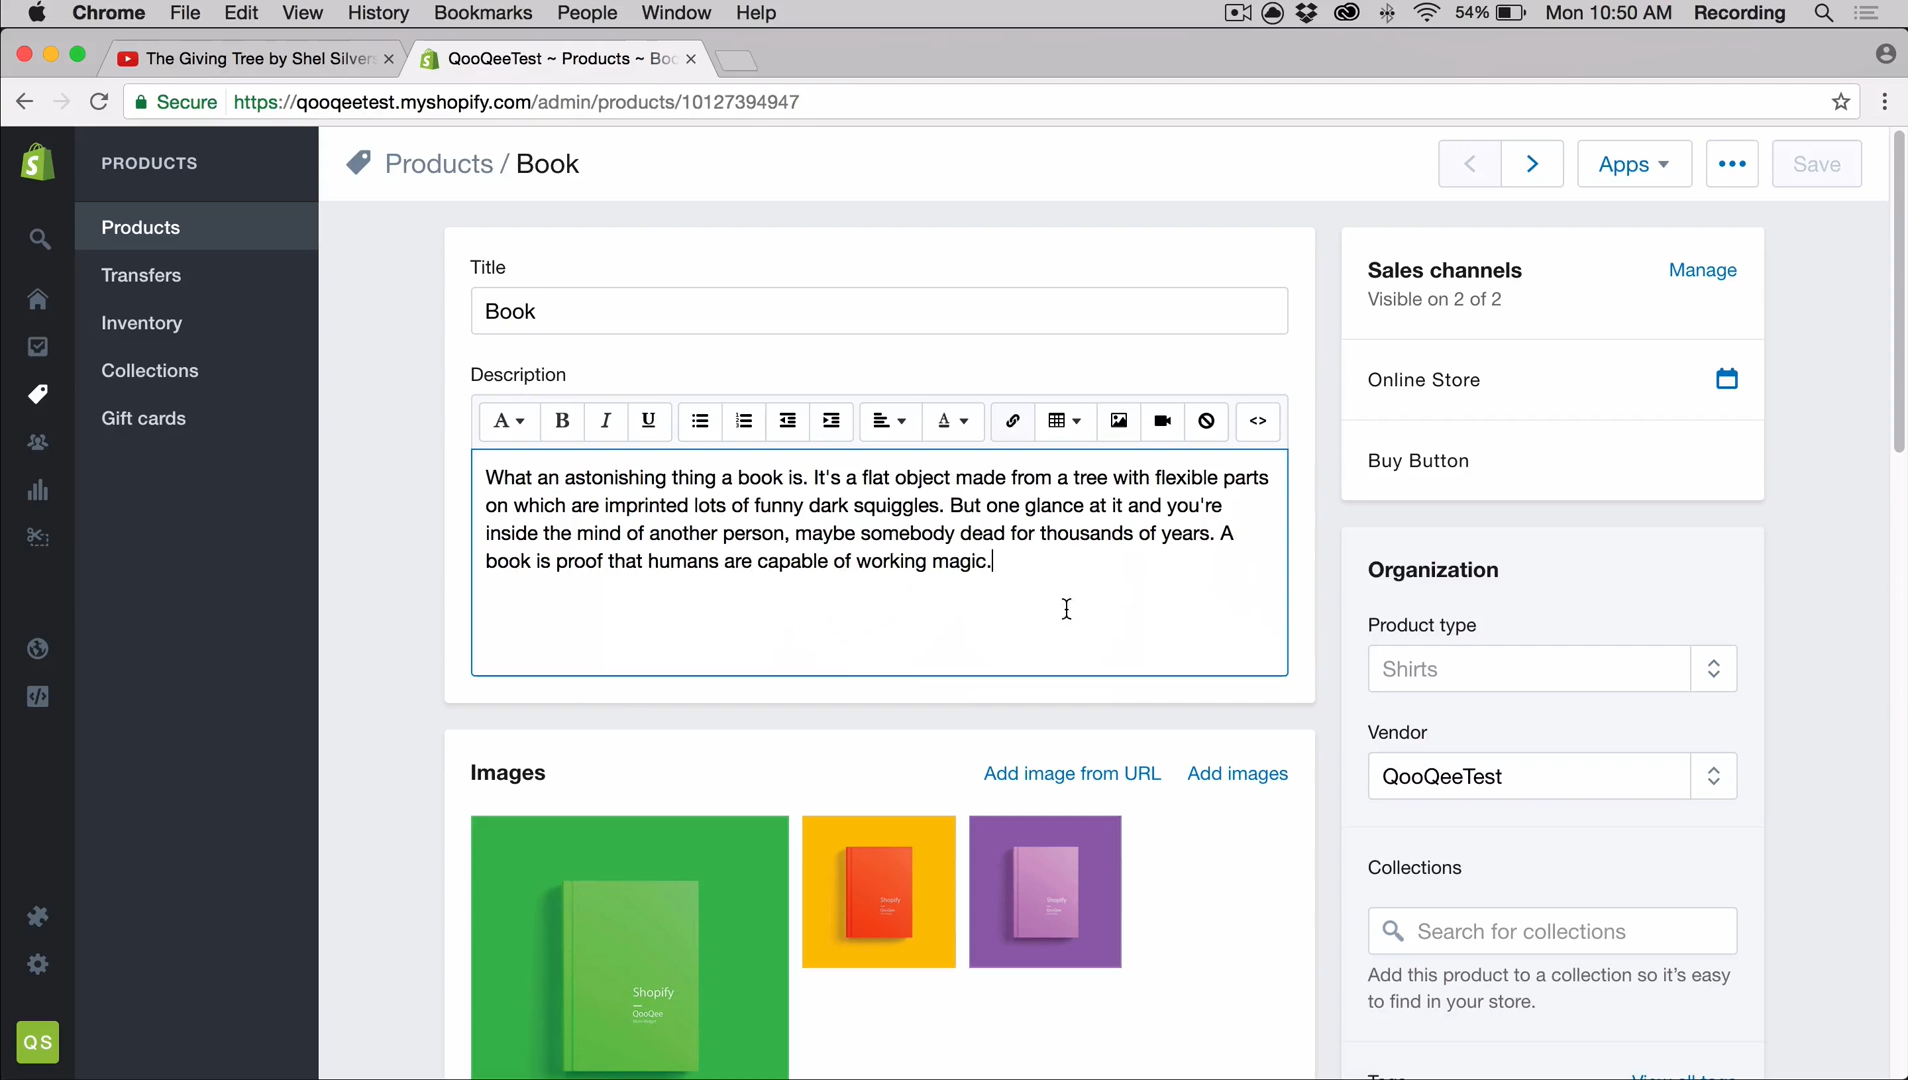 Chrome File Edit View History Bookmarks People Window Help 54% Mon 10:50 AM Recording
The Giving Tree by Shel Silvers
QooQeeTest ~ Products ~ Boo
Secure https://qooqeetest.myshopify.com/admin/products/10127394947
PRODUCTS
Products
Transfers
Inventory
Collections
Gift cards
QS
Products / Book
Apps
Save
Title
Book
Description
A B I U A <>
What an astonishing thing a book is. It's a flat object made from a tree with flexible parts
on which are imprinted lots of funny dark squiggles. But one glance at it and you're
inside the mind of another person, maybe somebody dead for thousands of years. A
book is proof that humans are capable of working magic.
Images
Add image from URL Add images
Shopify
QooQee
Shopify
Shopify
Sales channels
Manage
Visible on 2 of 2
Online Store
Buy Button
Organization
Product type
Shirts
Vendor
QooQeeTest
Collections
Search for collections
Add this product to a collection so it's easy
to find in your store.